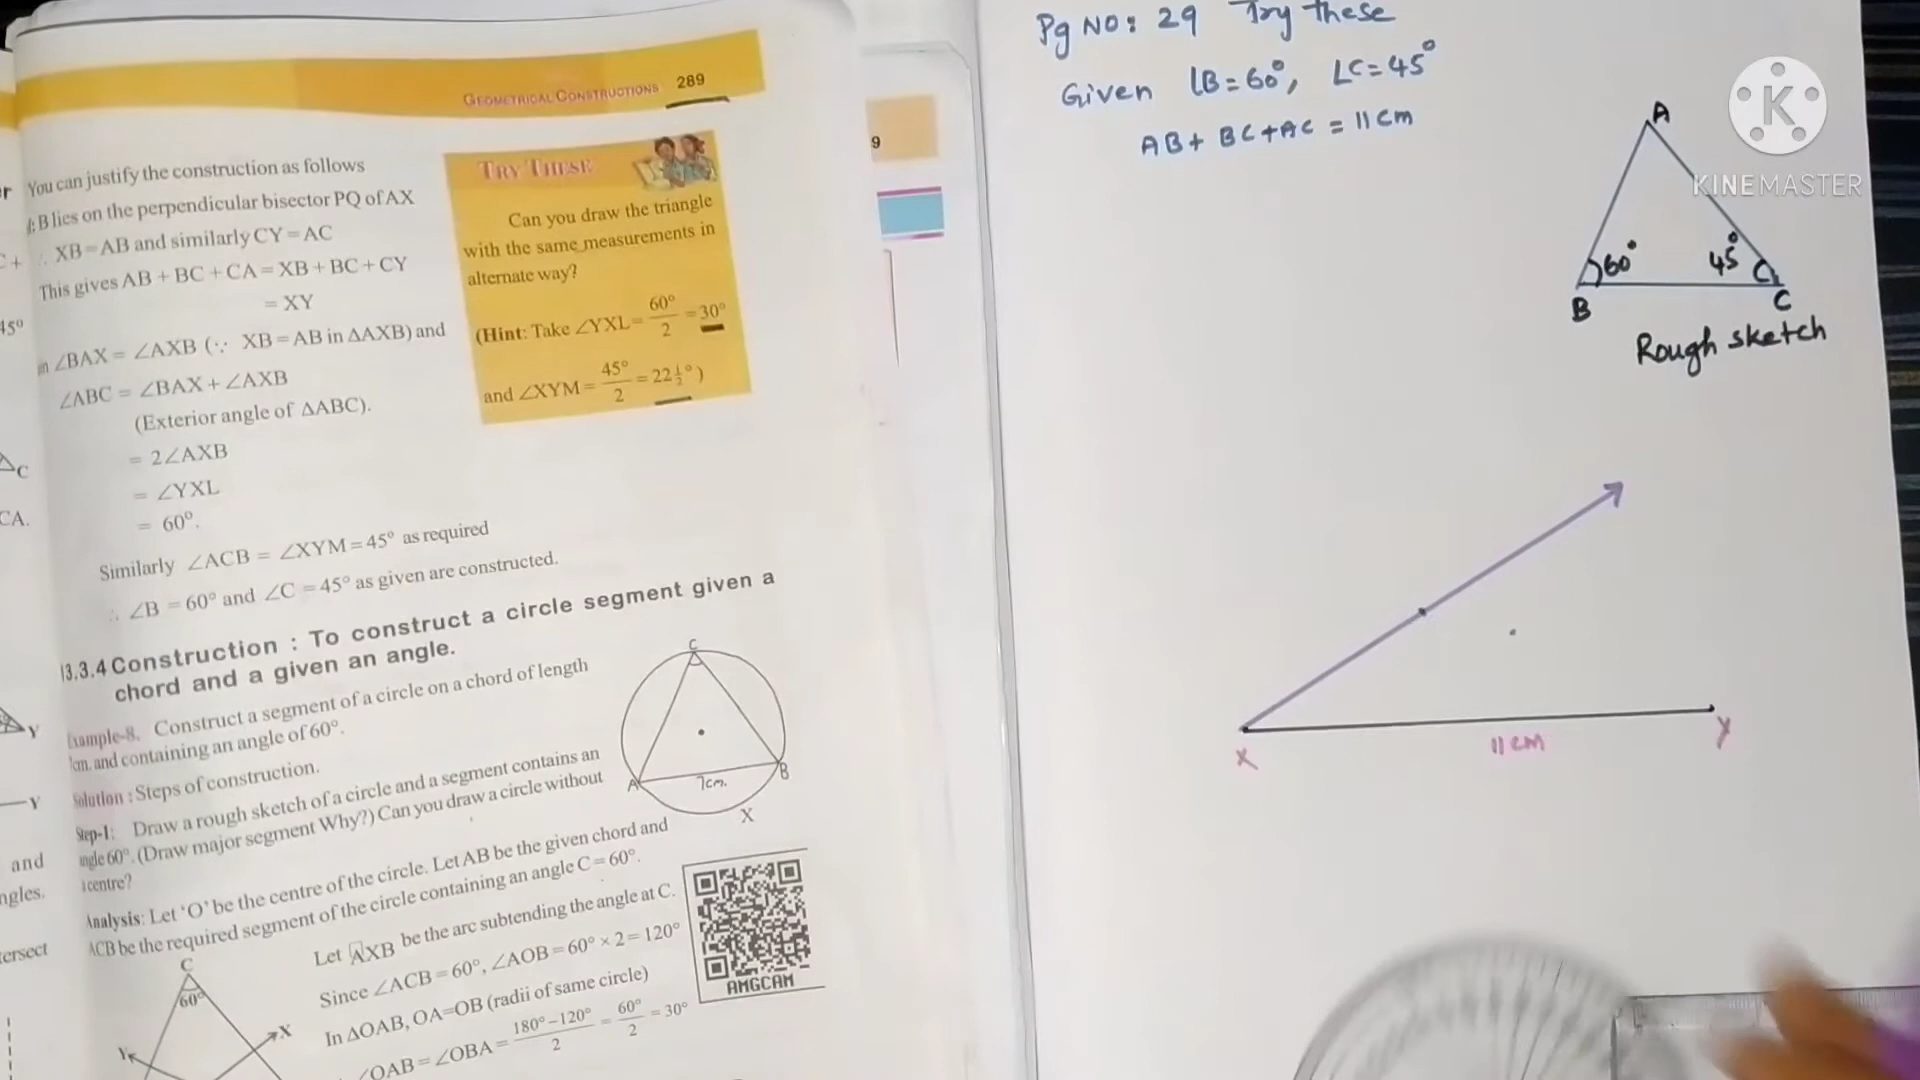 289
GEOMETRICAL CONSTRUCTIONS
You can justify the construction as follows
B lies on the perpendicular bisector PQ of AX
∴ XB = AB and similarly CY = AC
This gives AB + BC + CA = XB + BC + CY
= XY
∠BAX = ∠AXB (∵ XB = AB in ΔAXB) and
∠ABC = ∠BAX + ∠AXB
(Exterior angle of ΔABC).
= 2∠AXB
= ∠YXL
= 60°.
Similarly ∠ACB = ∠XYM = 45° as required
∴ ∠B = 60° and ∠C = 45° as given are constructed.
TRY THESE
Can you draw the triangle
with the same measurements in
alternate way?
(Hint: Take ∠YXL = 60°/2 = 30°
and ∠XYM = 45°/2 = 22½°)
13.3.4 Construction : To construct a circle segment given a
chord and a given an angle.
Example-8. Construct a segment of a circle on a chord of length
7cm. and containing an angle of 60°.
Solution : Steps of construction.
Step-1: Draw a rough sketch of a circle and a segment contains an
angle 60°. (Draw major segment Why?) Can you draw a circle without
a centre?
C
A
B
7cm.
X
Analysis: Let 'O' be the centre of the circle. Let AB be the given chord and
ACB be the required segment of the circle containing an angle C = 60°.
Let AXB be the arc subtending the angle at C.
Since ∠ACB = 60°, ∠AOB = 60° × 2 = 120°
In ΔOAB, OA=OB (radii of same circle)
∠OAB = ∠OBA = 180°−120°/2 = 60°/2 = 30°
AMGCAM
C
60°
X
Y
45°
C
CA.
Y
Y
and
ngles.
tersect
9
Pg NO: 29 Try these
Given ∠B = 60°, ∠C = 45°
AB + BC + AC = 11 cm
A
60°
45°
B
C
Rough sketch
X
11 cm
Y
K
KINEMASTER